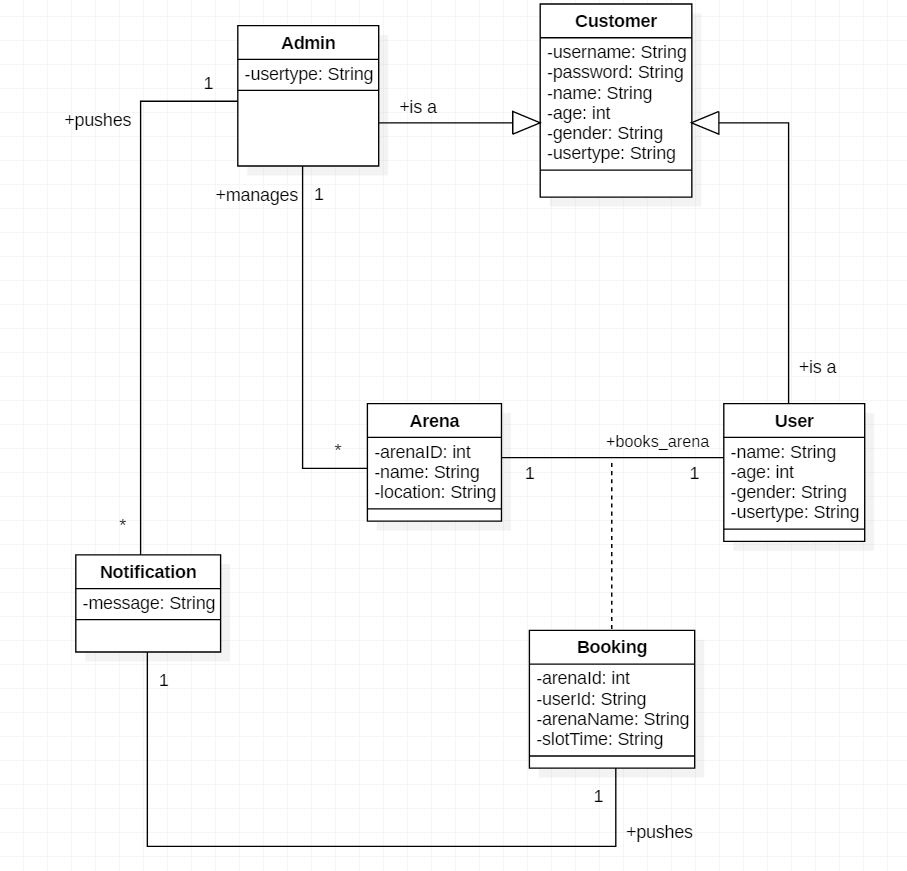 Customer
-username: String
-password: String
-name: String
-age: int
-gender: String
-usertype: String
Admin
-usertype: String
1
+pushes
+is a
+manages
1
+is a
Arena
-arenaID: int
-name: String
-location: String
*
1
+books_arena
1
User
-name: String
-age: int
-gender: String
-usertype: String
*
Notification
-message: String
1
Booking
-arenaId: int
-userId: String
-arenaName: String
-slotTime: String
1
+pushes